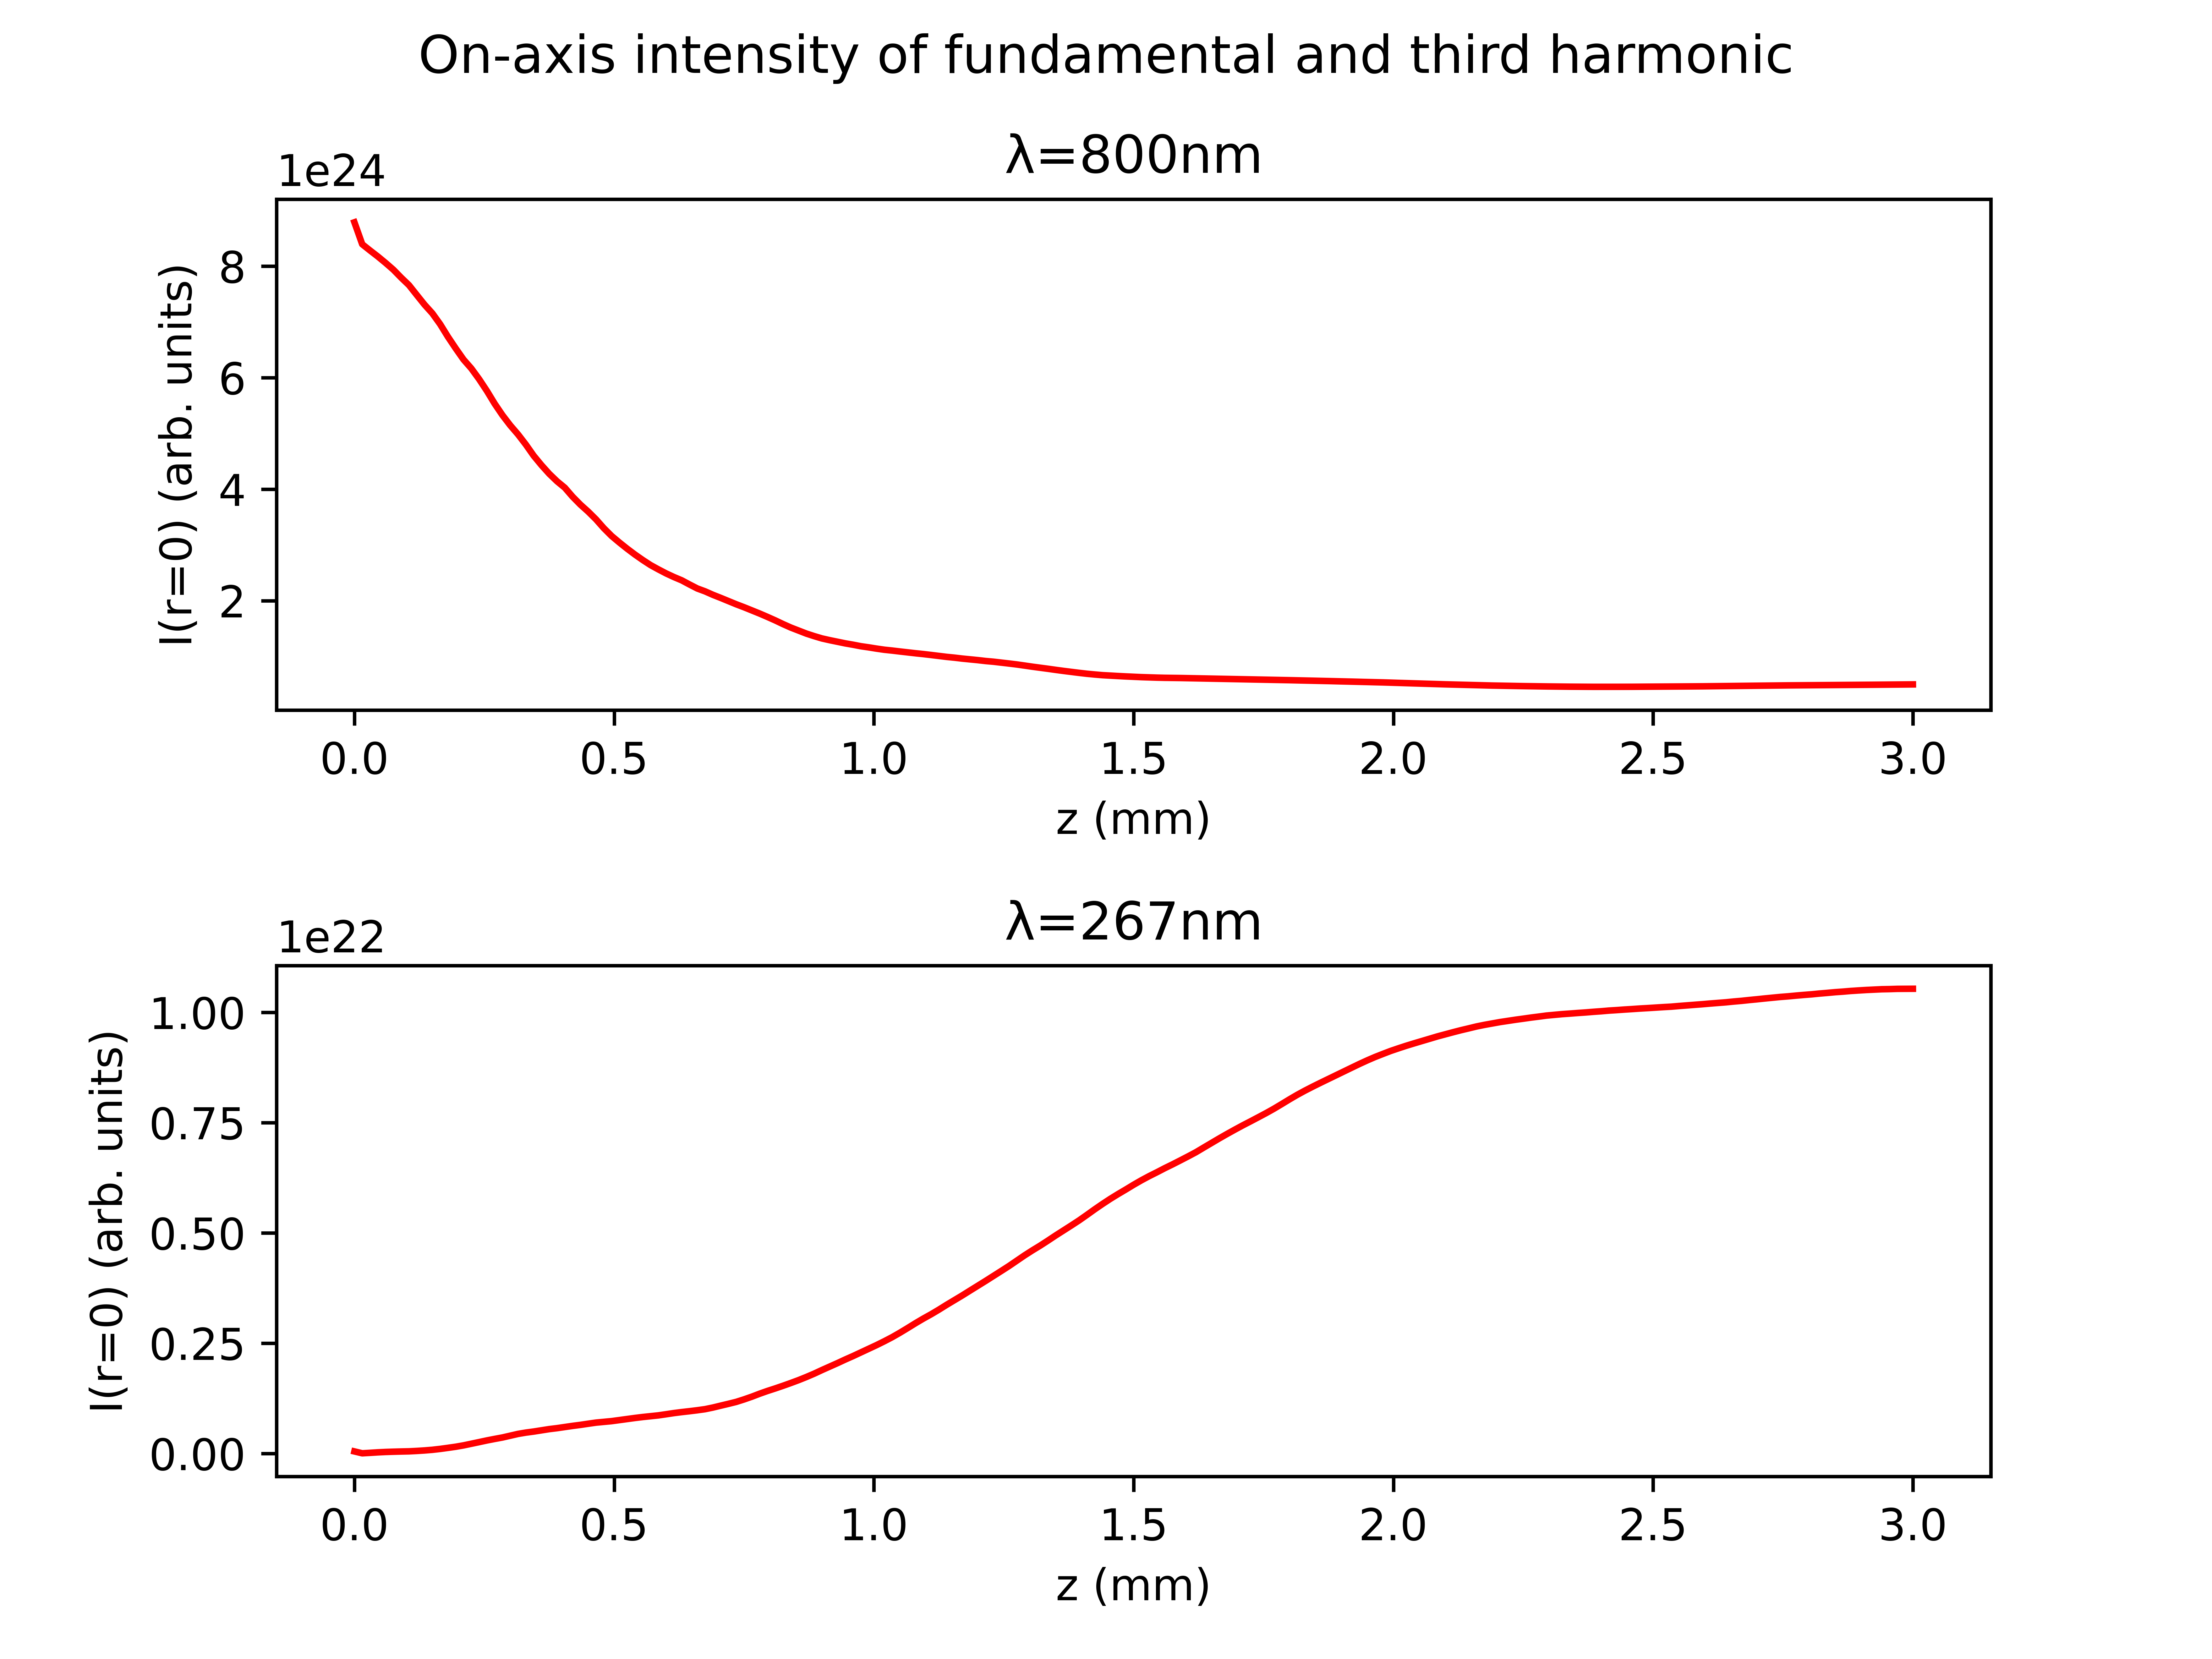 On-axis intensity of fundamental and third harmonic
λ=800nm
1e24
I(r=0) (arb. units)
8
6
4
2
0.0 0.5 1.0 1.5 2.0 2.5 3.0
z (mm)
λ=267nm
1e22
I(r=0) (arb. units)
1.00
0.75
0.50
0.25
0.00
0.0 0.5 1.0 1.5 2.0 2.5 3.0
z (mm)